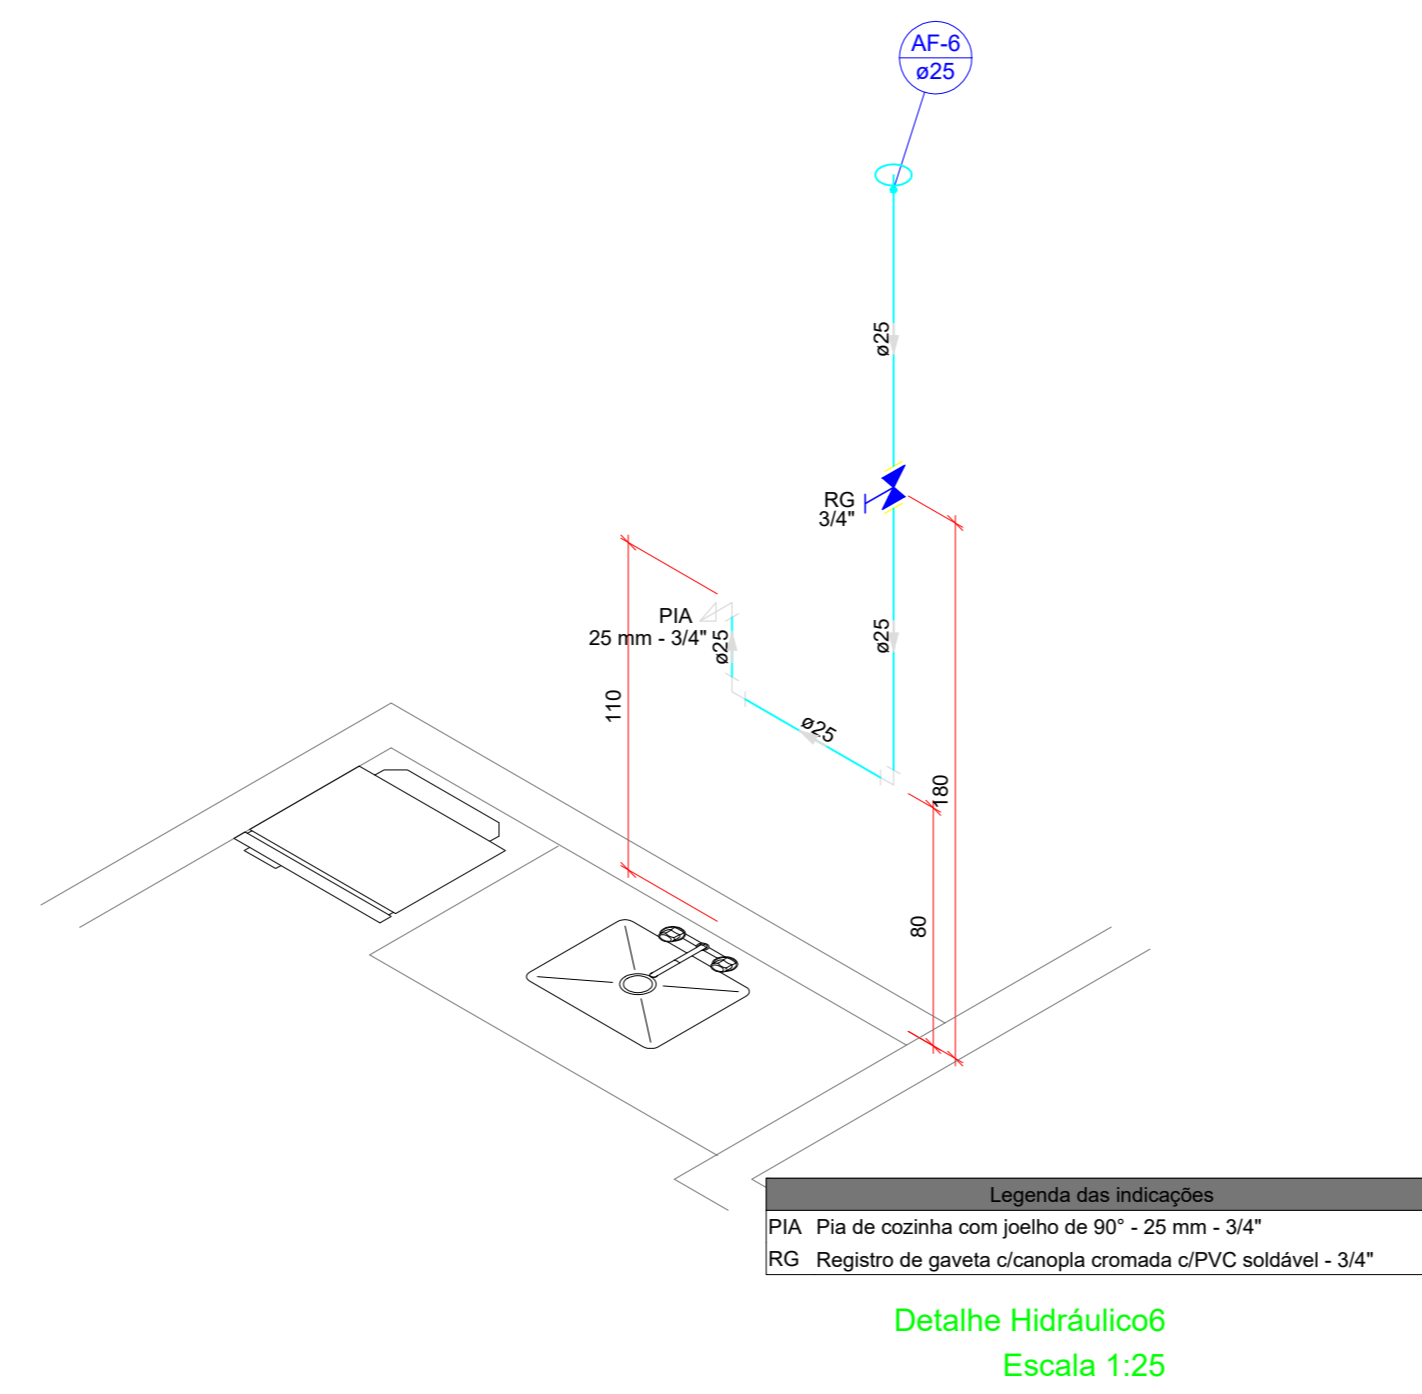 AF-6
ø25
ø25
RG
3/4"
PIA
25 mm - 3/4"
ø25
ø25
ø25
110
180
80
Legenda das indicações
PIA Pia de cozinha com joelho de 90° - 25 mm - 3/4"
RG Registro de gaveta c/canopla cromada c/PVC soldável - 3/4"
Detalhe Hidráulico6
Escala 1:25